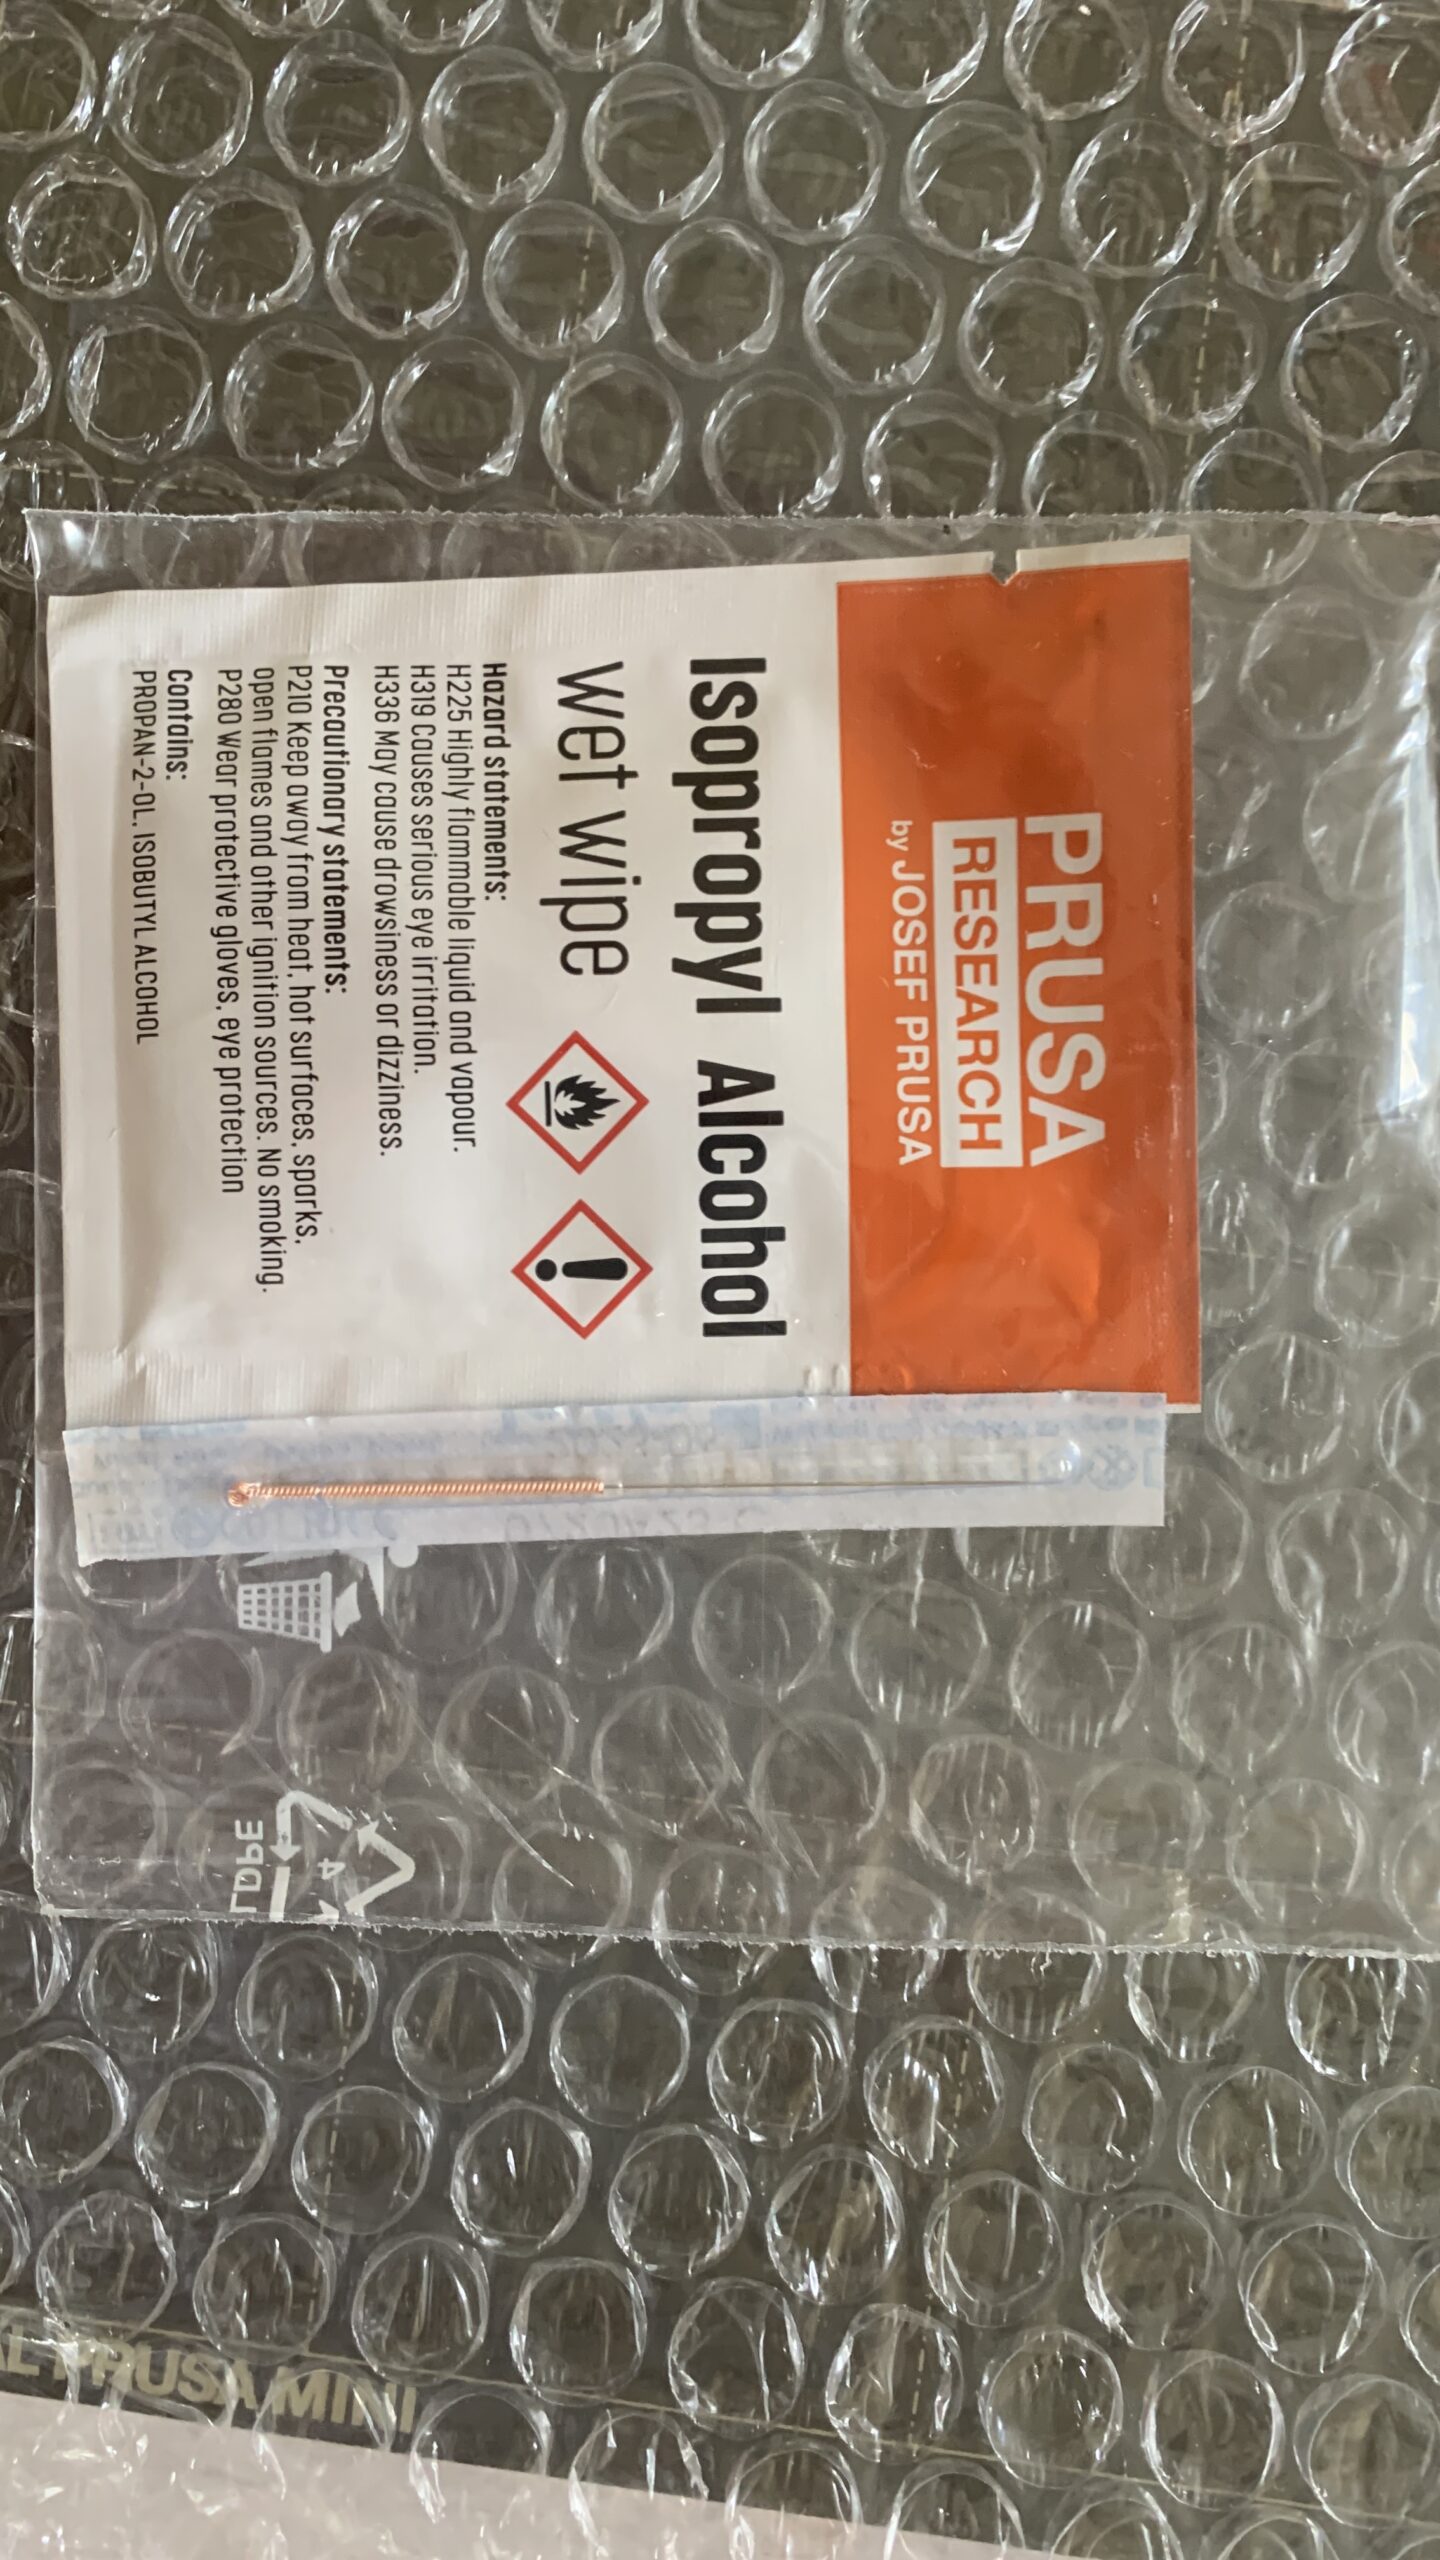 PRUSA
RESEARCH
by JOSEF PRUSA
Isopropyl Alcohol
wet wipe
Hazard statements:
H225 Highly flammable liquid and vapour.
H319 Causes serious eye irritation.
H336 May cause drowsiness or dizziness.
Precautionary statements:
P210 Keep away from heat, hot surfaces, sparks,
open flames and other ignition sources. No smoking.
P280 Wear protective gloves, eye protection
Contains:
PROPAN-2-OL, ISOBUTYL ALCOHOL
4
LDPE
AL PRUSA MINI